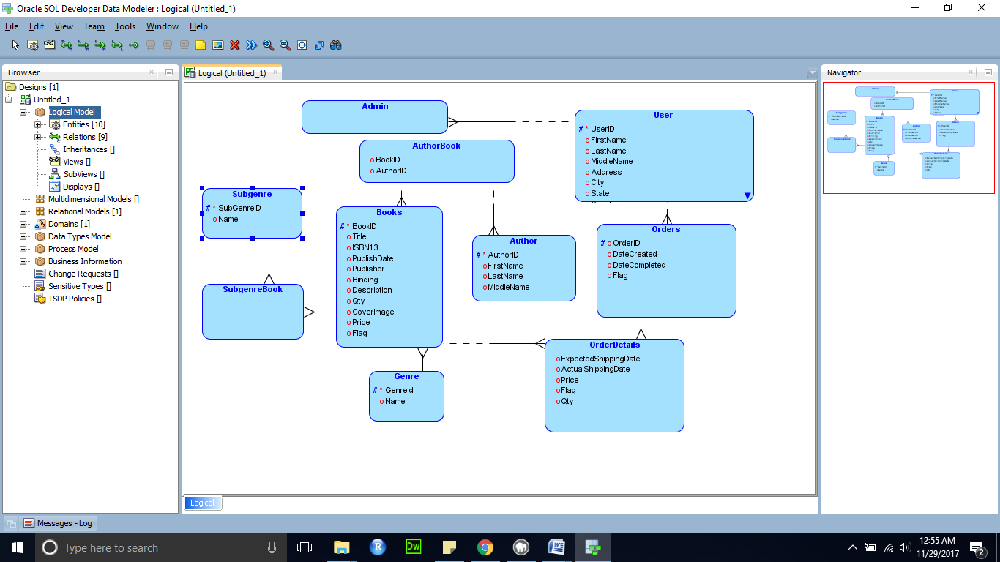 Oracle SQL Developer Data Modeler : Logical (Untitled_1)
File Edit View Team Tools Window Help
Browser
Designs [1]
Untitled_1
Logical Model
Entities [10]
Relations [9]
Inheritances []
Views []
SubViews []
Displays []
Multidimensional Models []
Relational Models [1]
Domains [1]
Data Types Model
Process Model
Business Information
Change Requests []
Sensitive Types []
TSDP Policies []
Logical (Untitled_1)
Admin
AuthorBook
o BookID
o AuthorID
User
# * UserID
o FirstName
o LastName
o MiddleName
o Address
o City
o State
Subgenre
# * SubGenreID
o Name
Books
# * BookID
o Title
o ISBN13
o PublishDate
o Publisher
o Binding
o Description
o Qty
o CoverImage
o Price
o Flag
Author
# * AuthorID
o FirstName
o LastName
o MiddleName
Orders
# o OrderID
o DateCreated
o DateCompleted
o Flag
SubgenreBook
OrderDetails
o ExpectedShippingDate
o ActualShippingDate
o Price
o Flag
o Qty
Genre
# * GenreId
o Name
Logical
Navigator
Messages - Log
Type here to search
Dw
12:55 AM
11/29/2017
2